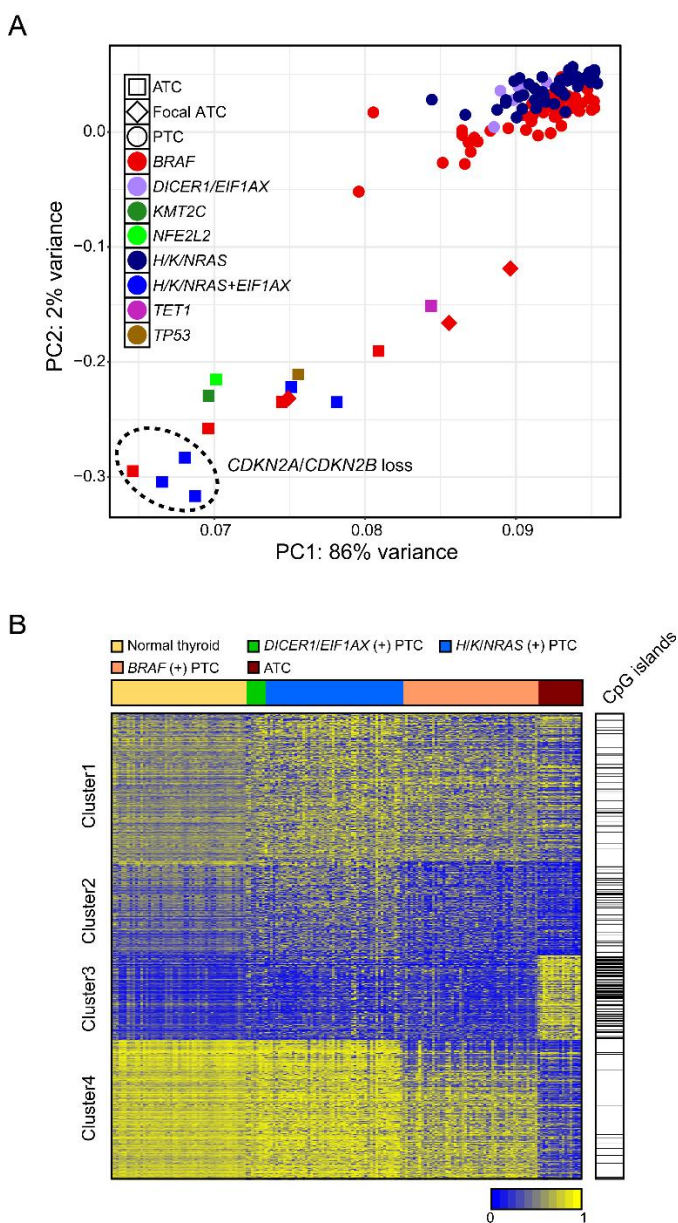 A
ATC
Focal ATC
PTC
BRAF
DICER1/EIF1AX
KMT2C
NFE2L2
H/K/NRAS
H/K/NRAS+EIF1AX
TET1
TP53
0.0
−0.1
−0.2
−0.3
PC2: 2% variance
CDKN2A/CDKN2B loss
0.07 0.08 0.09
PC1: 86% variance
B
Normal thyroid DICER1/EIF1AX (+) PTC H/K/NRAS (+) PTC
BRAF (+) PTC ATC
CpG islands
Cluster1
Cluster2
Cluster3
Cluster4
0 1